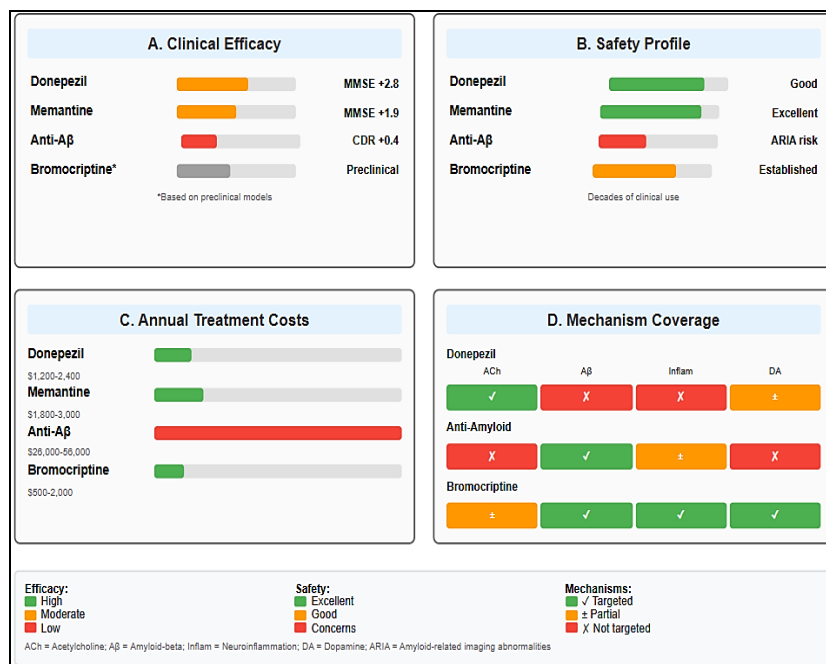 A. Clinical Efficacy
Donepezil MMSE +2.8
Memantine MMSE +1.9
Anti-Aβ CDR +0.4
Bromocriptine* Preclinical
*Based on preclinical models
B. Safety Profile
Donepezil Good
Memantine Excellent
Anti-Aβ ARIA risk
Bromocriptine Established
Decades of clinical use
C. Annual Treatment Costs
Donepezil
$1,200-2,400
Memantine
$1,800-3,000
Anti-Aβ
$26,000-56,000
Bromocriptine
$500-2,000
D. Mechanism Coverage
Donepezil
ACh Aβ Inflam DA
✓ ✗ ✗ ±
Anti-Amyloid
✗ ✓ ± ✗
Bromocriptine
± ✓ ✓ ✓
Efficacy: Safety: Mechanisms:
High Excellent ✓ Targeted
Moderate Good ± Partial
Low Concerns ✗ Not targeted
ACh = Acetylcholine; Aβ = Amyloid-beta; Inflam = Neuroinflammation; DA = Dopamine; ARIA = Amyloid-related imaging abnormalities